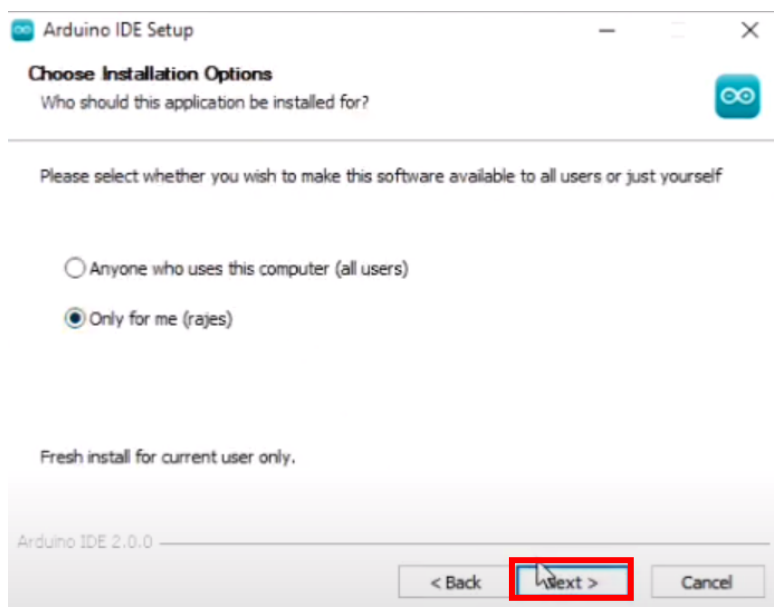 Arduino IDE Setup
Choose Installation Options
Who should this application be installed for?
Please select whether you wish to make this software available to all users or just yourself
Anyone who uses this computer (all users)
Only for me (rajes)
Fresh install for current user only.
Arduino IDE 2.0.0
< Back Next > Cancel